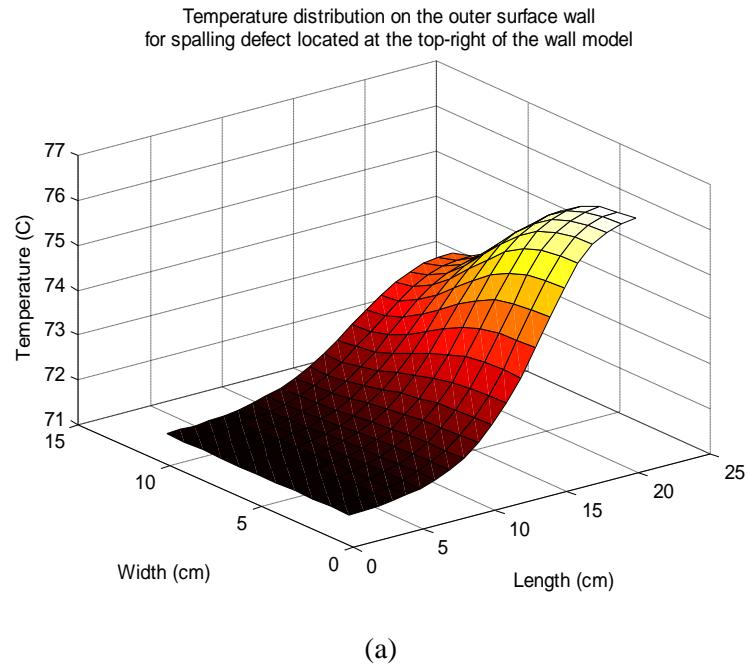 Temperature distribution on the outer surface wall
for spalling defect located at the top-right of the wall model
77
76
75
74
73
72
71
Temperature (C)
15
10
5
0
Width (cm)
0
5
10
15
20
25
Length (cm)
(a)